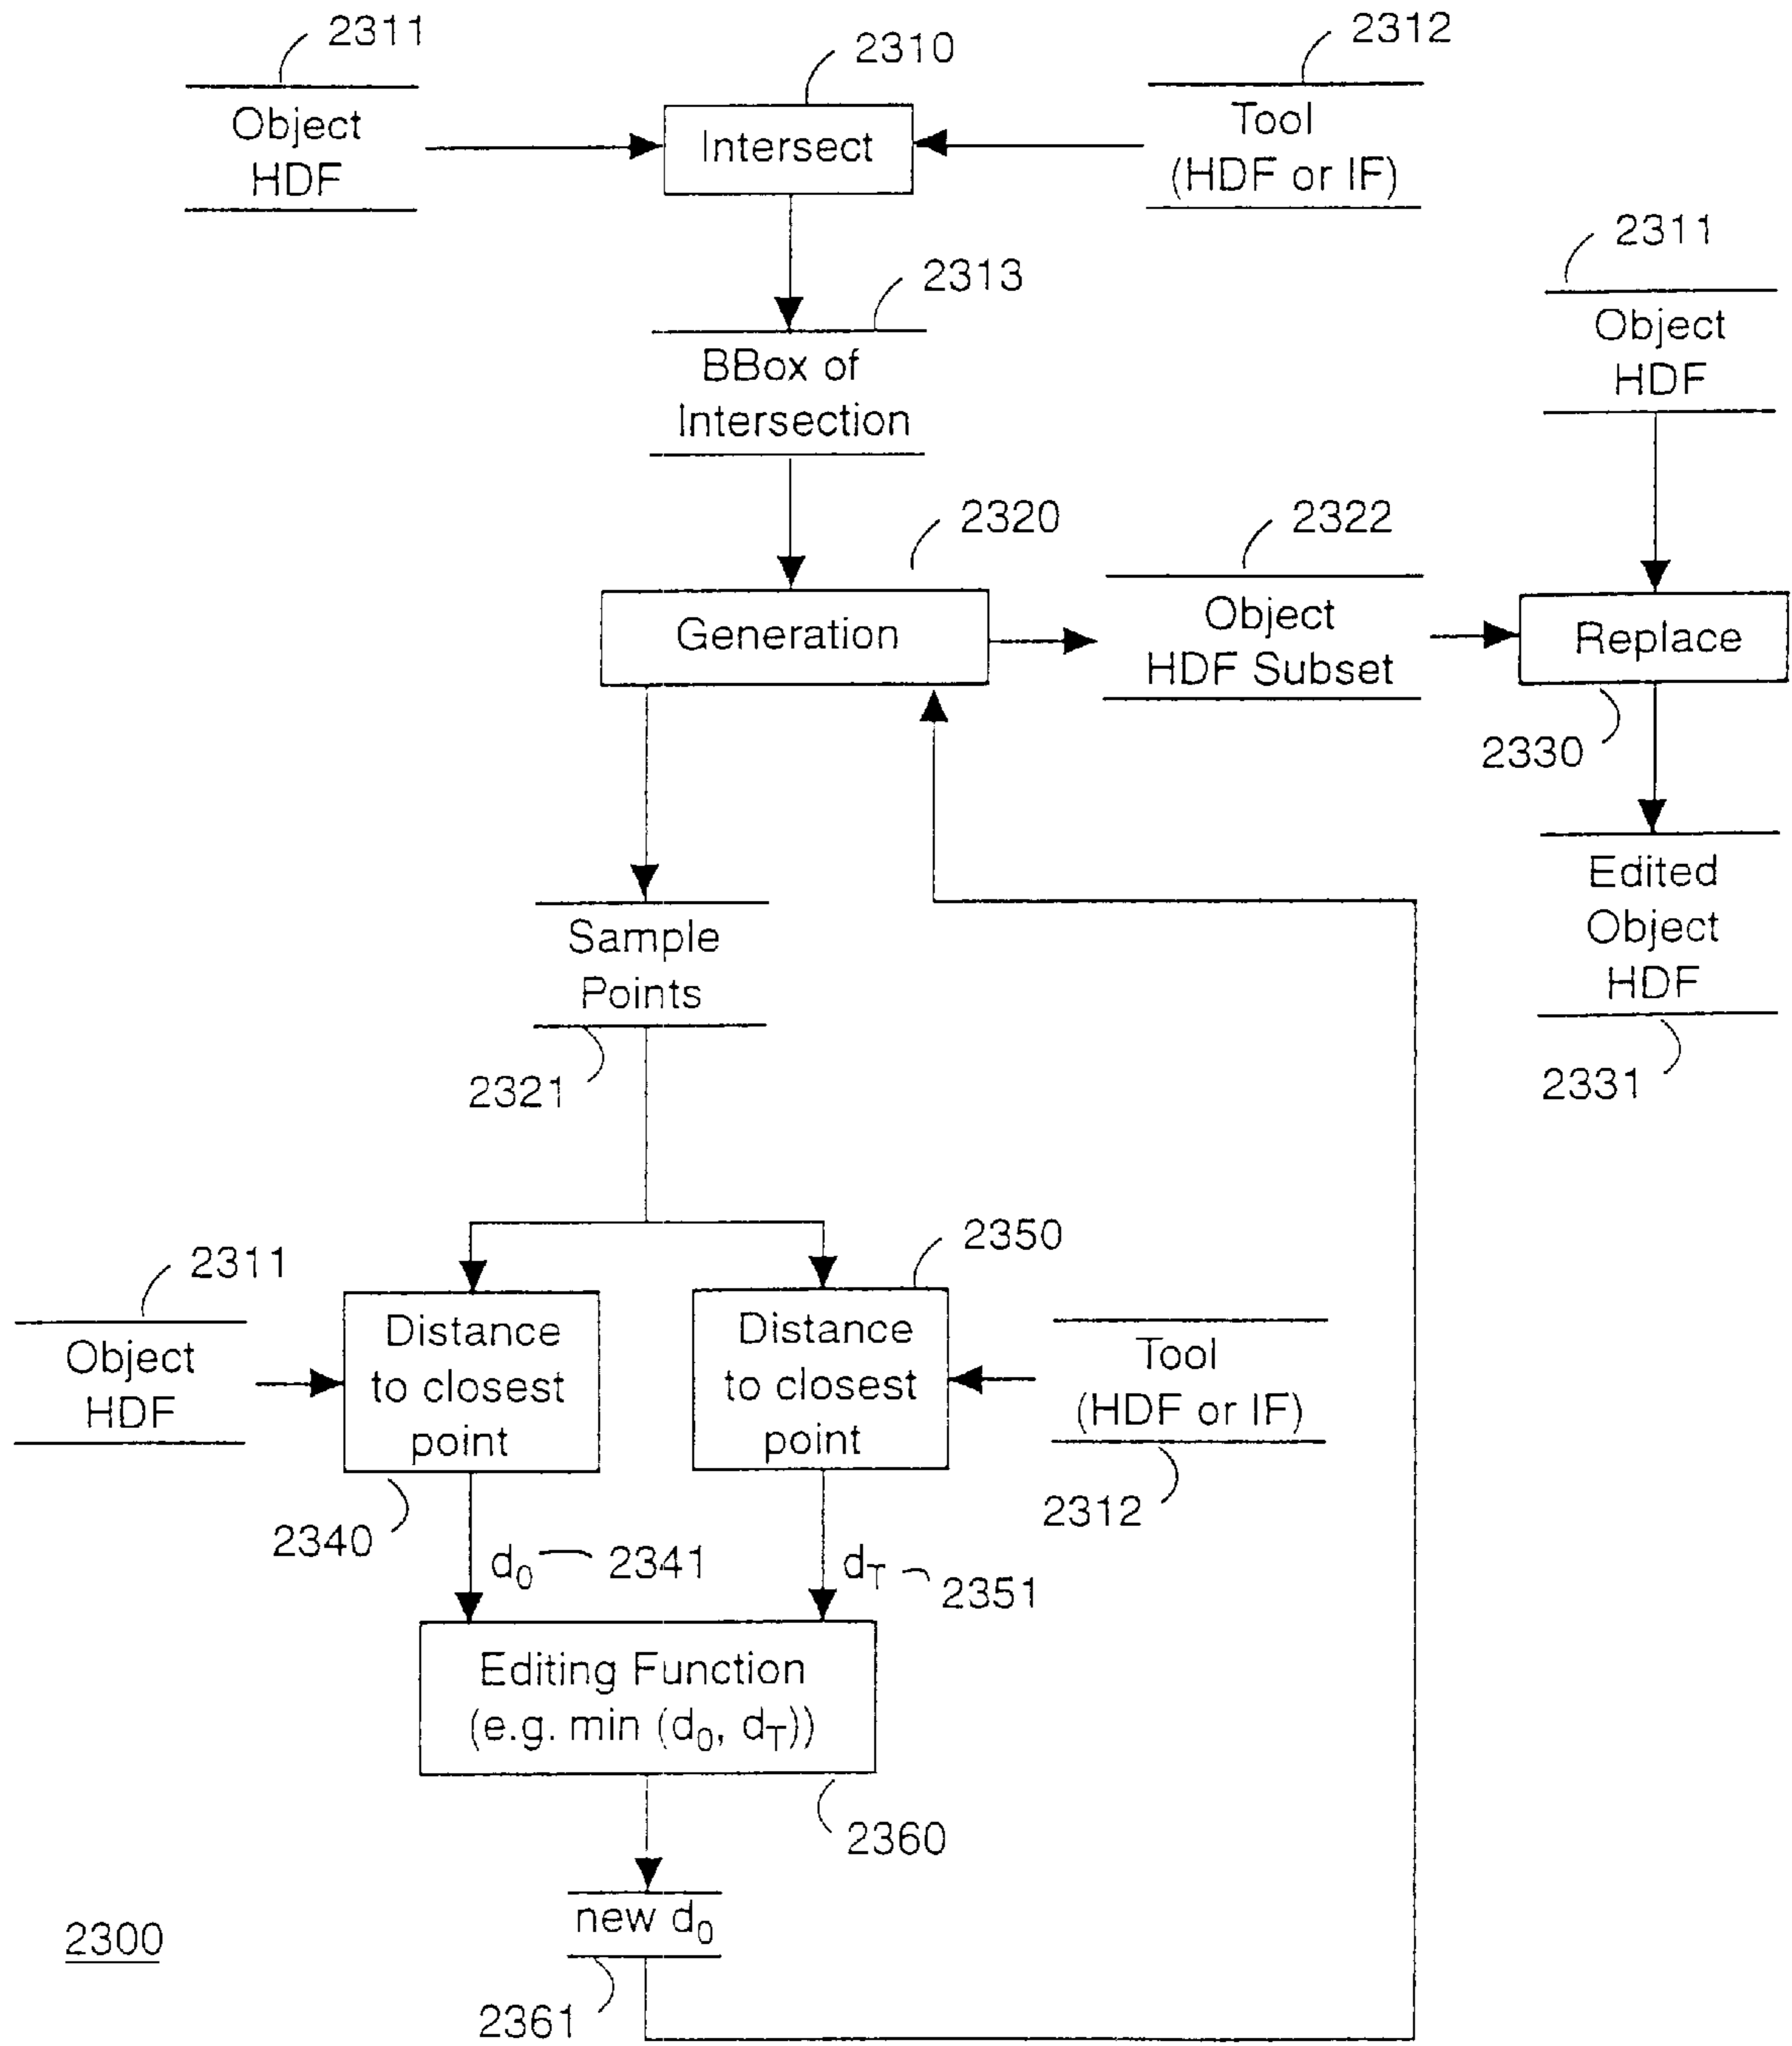 2311
2310
2312
Object
HDF
Intersect
Tool
(HDF or IF)
2313
2311
BBox of
Intersection
Object
HDF
2320
2322
Generation
Object
HDF Subset
Replace
2330
Sample
Points
Edited
Object
HDF
2321
2331
2311
2350
Object
HDF
Distance
to closest
point
Distance
to closest
point
Tool
(HDF or IF)
2340
2312
d0
2341
dT
2351
Editing Function
(e.g. min (d0, dT))
2360
new d0
2300
2361